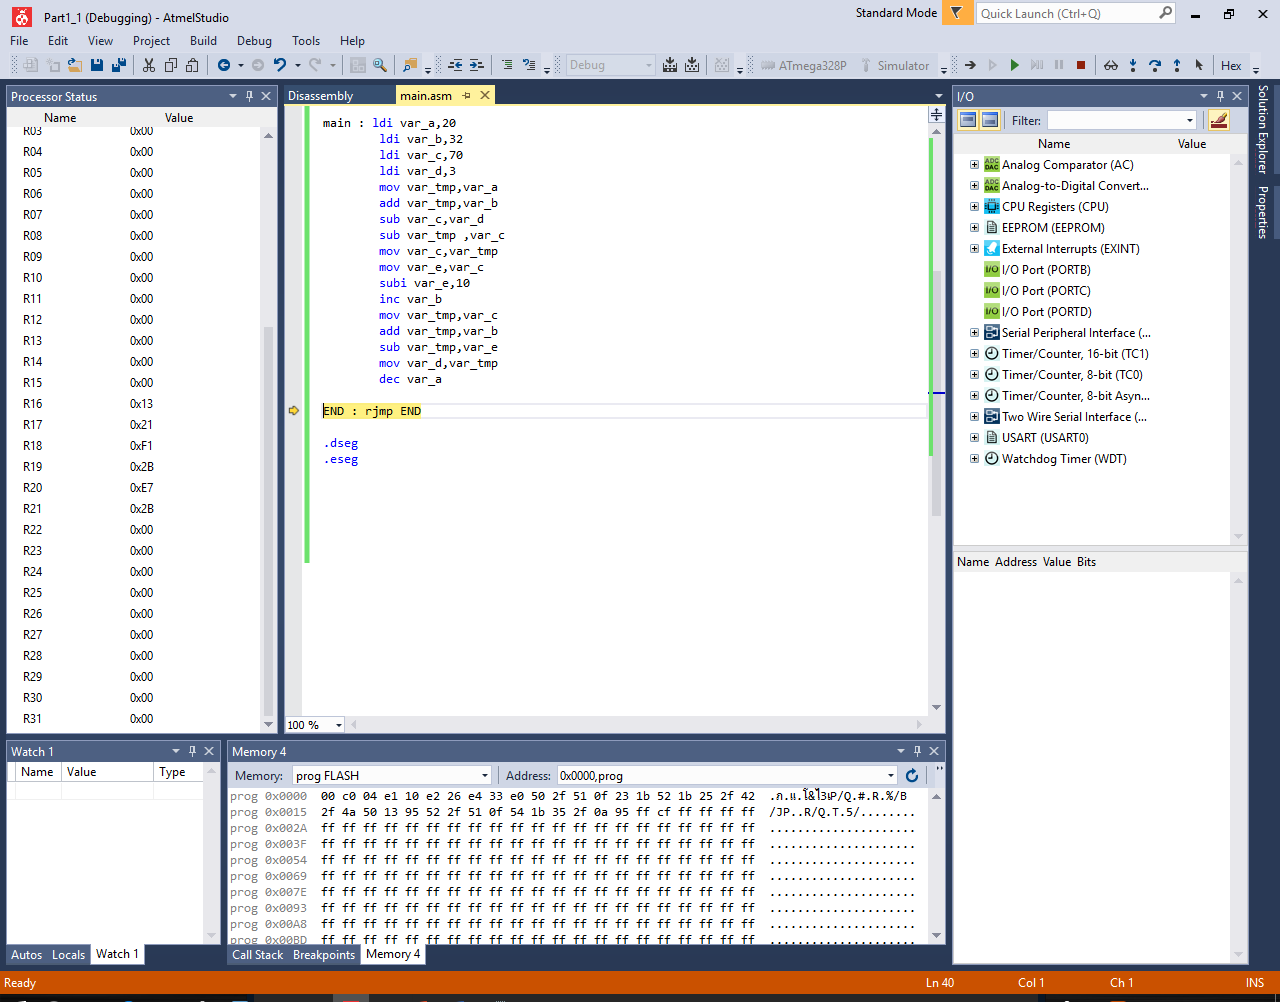 Part1_1 (Debugging) - AtmelStudio
Standard Mode
Quick Launch (Ctrl+Q)
File Edit View Project Build Debug Tools Help
Debug
ATmega328P
Simulator
Hex
Processor Status
Name Value
R03 0x00
R04 0x00
R05 0x00
R06 0x00
R07 0x00
R08 0x00
R09 0x00
R10 0x00
R11 0x00
R12 0x00
R13 0x00
R14 0x00
R15 0x00
R16 0x13
R17 0x21
R18 0xF1
R19 0x2B
R20 0xE7
R21 0x2B
R22 0x00
R23 0x00
R24 0x00
R25 0x00
R26 0x00
R27 0x00
R28 0x00
R29 0x00
R30 0x00
R31 0x00
Disassembly main.asm
main : ldi var_a,20
ldi var_b,32
ldi var_c,70
ldi var_d,3
mov var_tmp,var_a
add var_tmp,var_b
sub var_c,var_d
sub var_tmp ,var_c
mov var_c,var_tmp
mov var_e,var_c
subi var_e,10
inc var_b
mov var_tmp,var_c
add var_tmp,var_b
sub var_tmp,var_e
mov var_d,var_tmp
dec var_a
END : rjmp END
.dseg
.eseg
100 %
I/O
Filter:
Name Value
Analog Comparator (AC)
Analog-to-Digital Convert...
CPU Registers (CPU)
EEPROM (EEPROM)
External Interrupts (EXINT)
I/O Port (PORTB)
I/O Port (PORTC)
I/O Port (PORTD)
Serial Peripheral Interface (...
Timer/Counter, 16-bit (TC1)
Timer/Counter, 8-bit (TC0)
Timer/Counter, 8-bit Asyn...
Two Wire Serial Interface (...
USART (USART0)
Watchdog Timer (WDT)
Name Address Value Bits
Solution Explorer
Properties
Watch 1
Name Value Type
Autos Locals Watch 1
Memory 4
Memory: prog FLASH Address: 0x0000,prog
prog 0x0000 00 c0 04 e1 10 e2 26 e4 33 e0 50 2f 51 0f 23 1b 52 1b 25 2f 42
prog 0x0015 2f 4a 50 13 95 52 2f 51 0f 54 1b 35 2f 0a 95 ff cf ff ff ff ff /JP..R/Q.T.5/........
prog 0x002A ff ff ff ff ff ff ff ff ff ff ff ff ff ff ff ff ff ff ff ff ff .....................
prog 0x003F ff ff ff ff ff ff ff ff ff ff ff ff ff ff ff ff ff ff ff ff ff .....................
prog 0x0054 ff ff ff ff ff ff ff ff ff ff ff ff ff ff ff ff ff ff ff ff ff .....................
prog 0x0069 ff ff ff ff ff ff ff ff ff ff ff ff ff ff ff ff ff ff ff ff ff .....................
prog 0x007E ff ff ff ff ff ff ff ff ff ff ff ff ff ff ff ff ff ff ff ff ff .....................
prog 0x0093 ff ff ff ff ff ff ff ff ff ff ff ff ff ff ff ff ff ff ff ff ff .....................
prog 0x00A8 ff ff ff ff ff ff ff ff ff ff ff ff ff ff ff ff ff ff ff ff ff .....................
prog 0x00BD ff ff ff ff ff ff ff ff ff ff ff ff ff ff ff ff ff ff ff ff ff .....................
Call Stack Breakpoints Memory 4
Ready Ln 40 Col 1 Ch 1 INS